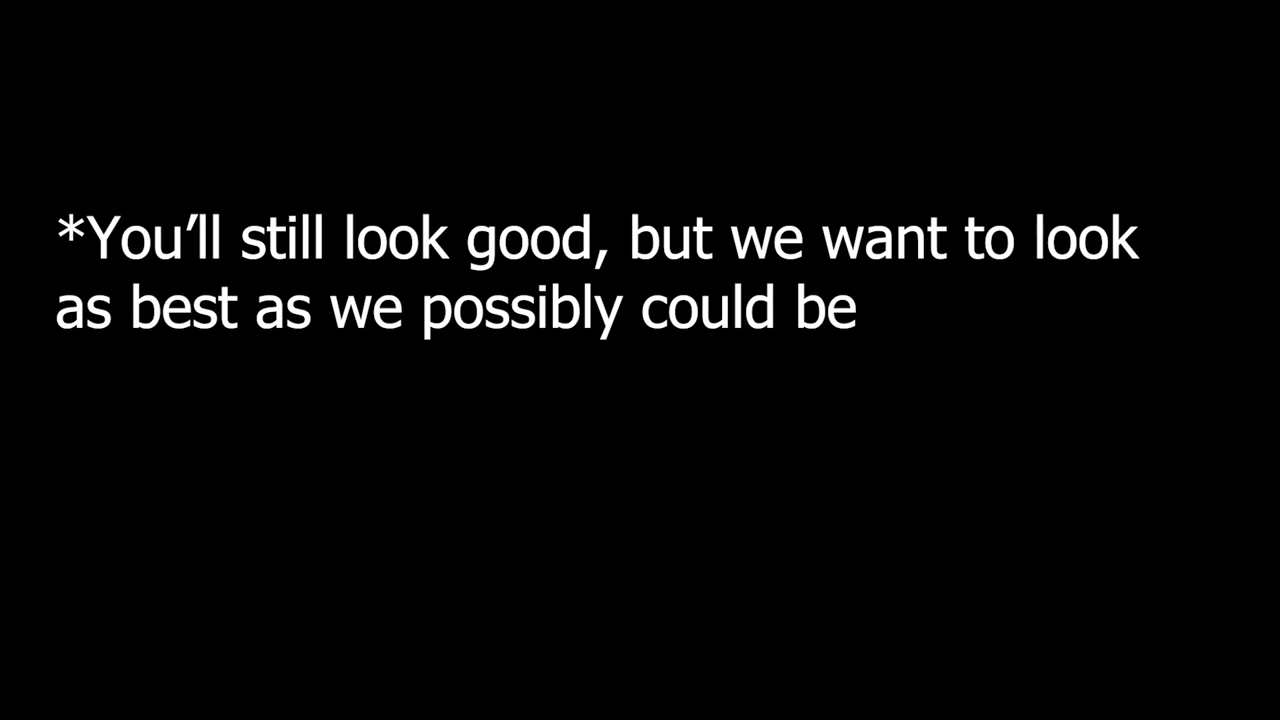 *You’ll still look good, but we want to look
as best as we possibly could be